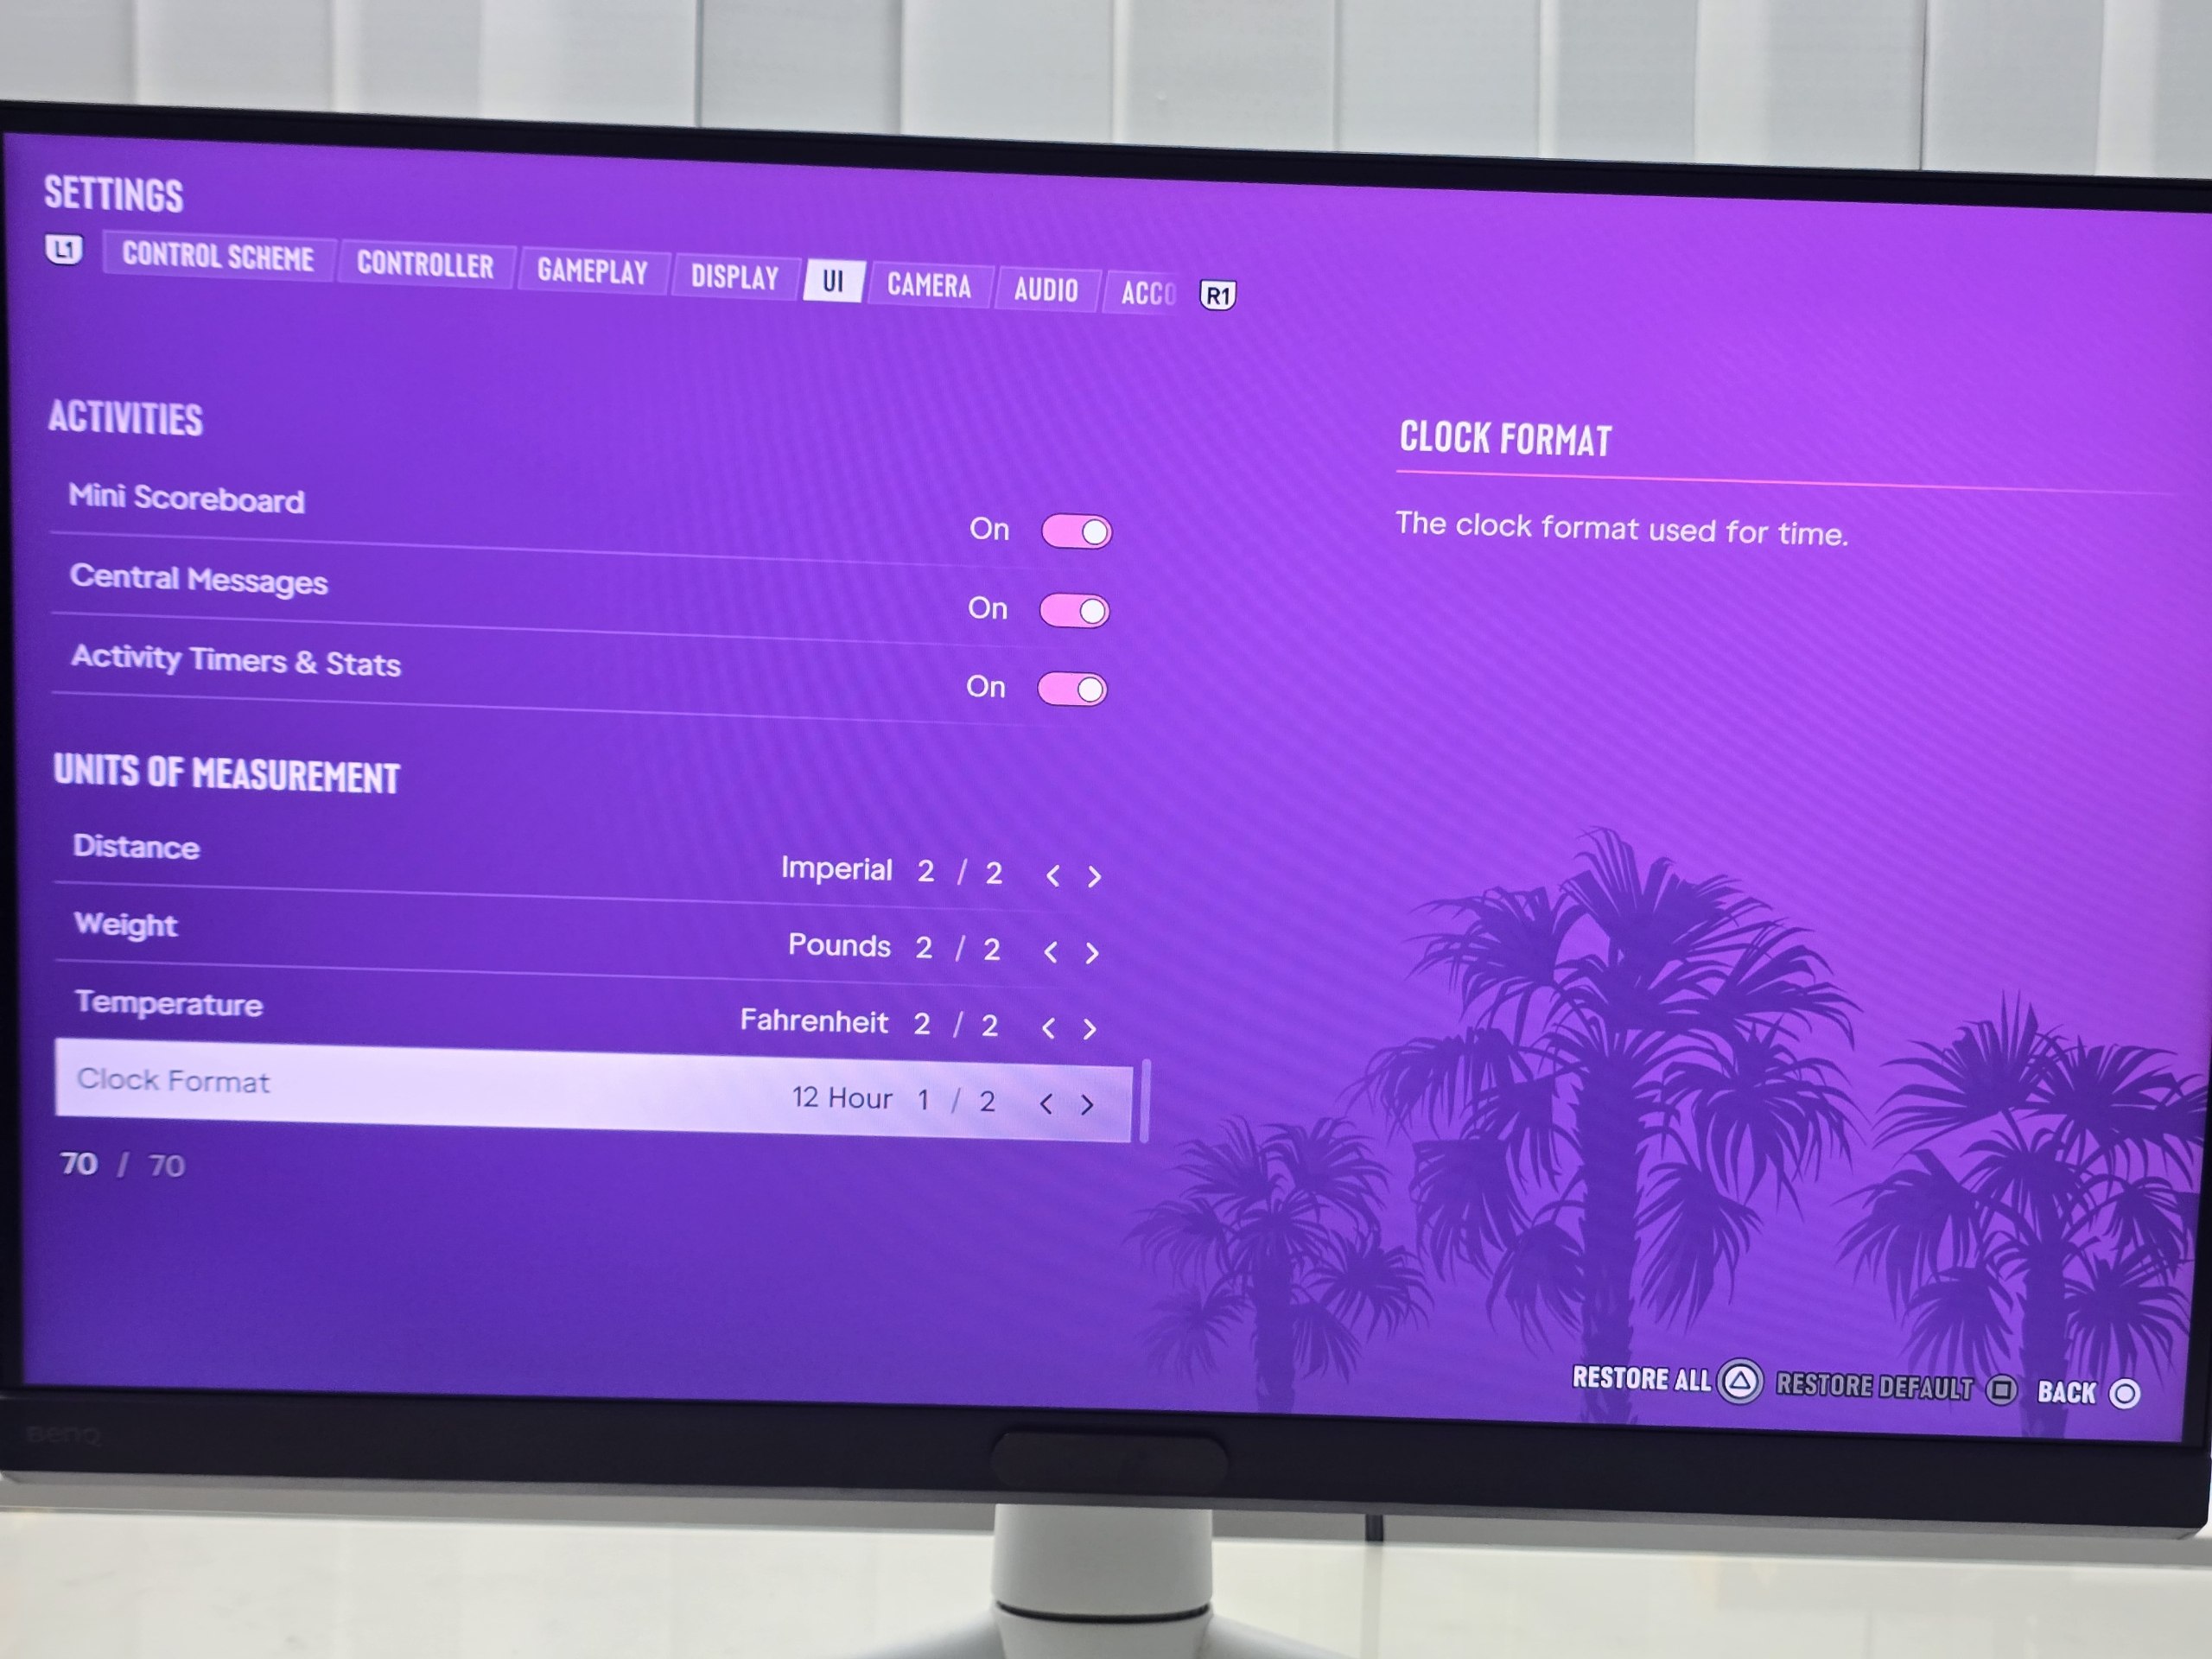 SETTINGS
L1 CONTROL SCHEME CONTROLLER GAMEPLAY DISPLAY UI CAMERA AUDIO ACCO R1
ACTIVITIES
Mini Scoreboard On
Central Messages On
Activity Timers & Stats On
UNITS OF MEASUREMENT
Distance Imperial 2 / 2 < >
Weight Pounds 2 / 2 < >
Temperature Fahrenheit 2 / 2 < >
Clock Format 12 Hour 1 / 2 < >
70 / 70
CLOCK FORMAT
The clock format used for time.
RESTORE ALL RESTORE DEFAULT BACK
BenQ